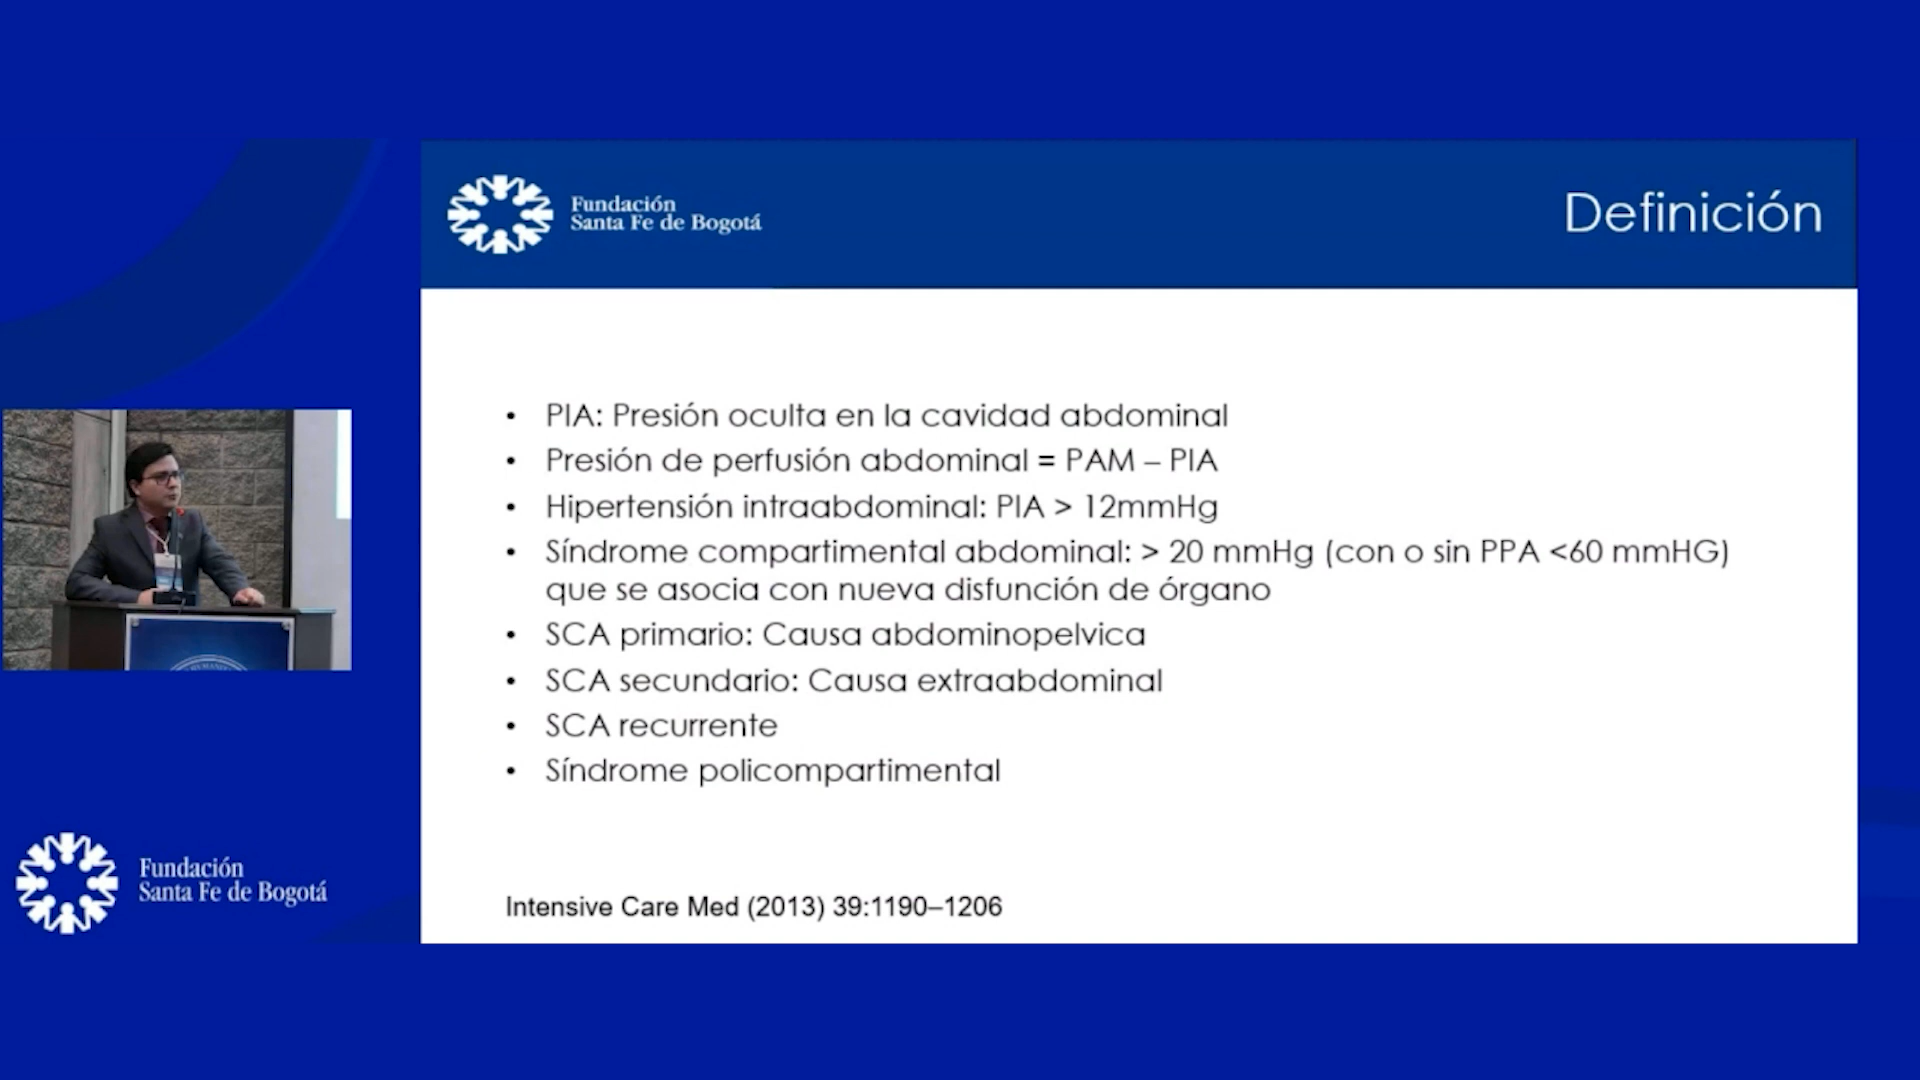 Fundación
Santa Fe de Bogotá
Definición
• PIA: Presión oculta en la cavidad abdominal
• Presión de perfusión abdominal = PAM – PIA
• Hipertensión intraabdominal: PIA > 12mmHg
• Síndrome compartimental abdominal: > 20 mmHg (con o sin PPA <60 mmHG)
que se asocia con nueva disfunción de órgano
• SCA primario: Causa abdominopelvica
• SCA secundario: Causa extraabdominal
• SCA recurrente
• Síndrome policompartimental
Intensive Care Med (2013) 39:1190–1206
Fundación
Santa Fe de Bogotá